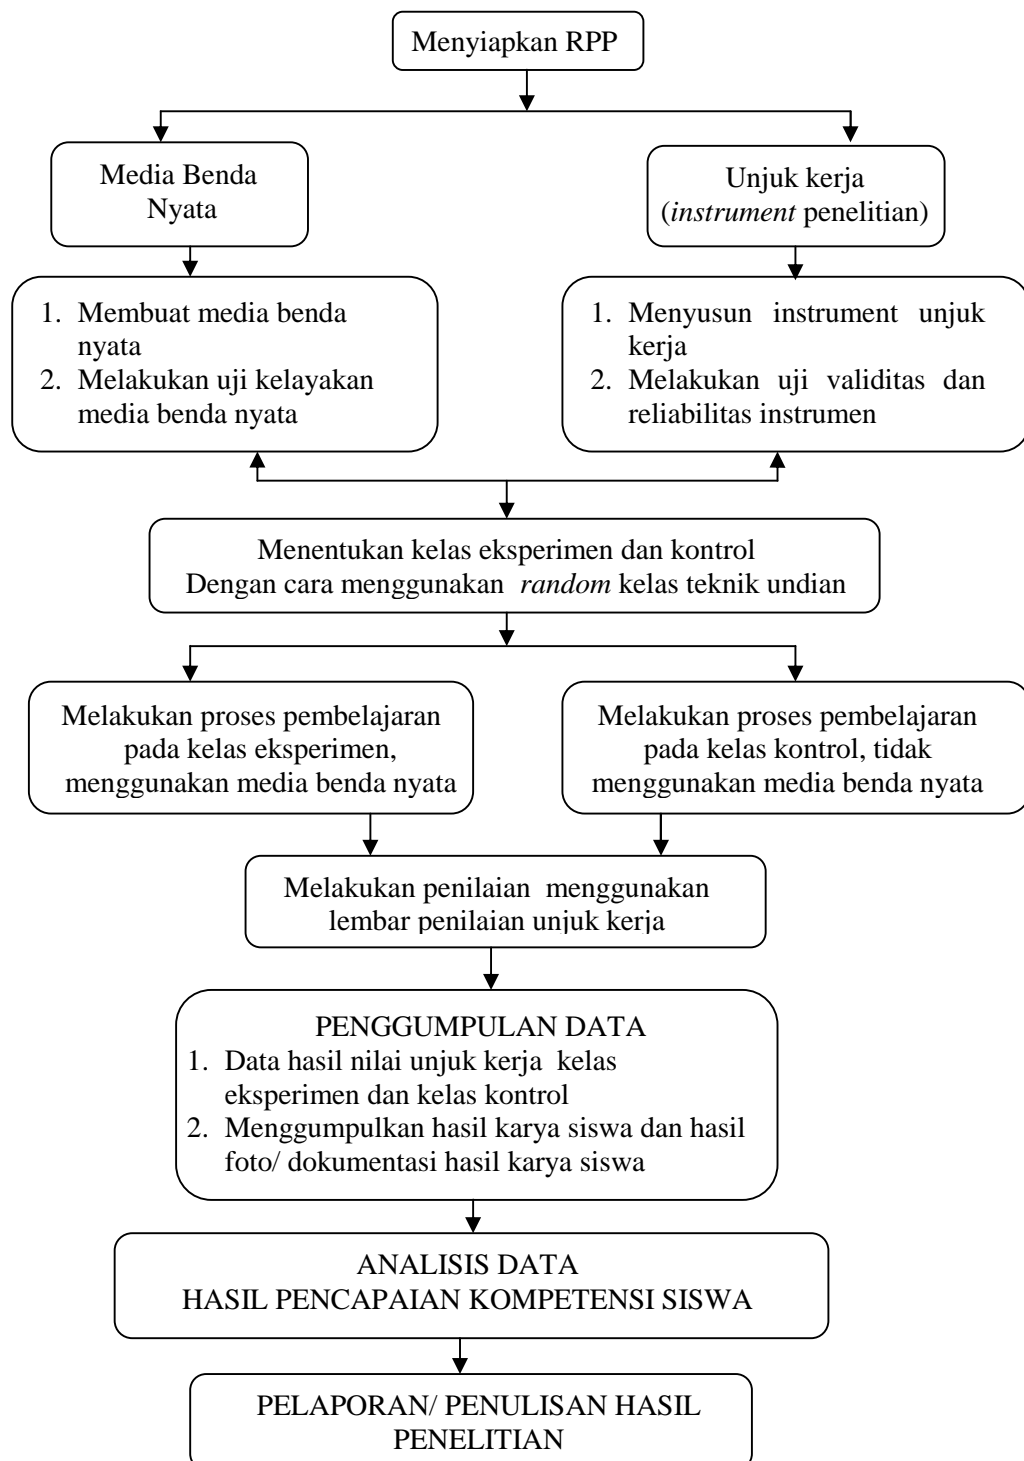 Menyiapkan RPP
Media Benda
Nyata
Unjuk kerja
(instrument penelitian)
1. Membuat media benda
nyata
2. Melakukan uji kelayakan
media benda nyata
1. Menyusun instrument unjuk
kerja
2. Melakukan uji validitas dan
reliabilitas instrumen
Menentukan kelas eksperimen dan kontrol
Dengan cara menggunakan random kelas teknik undian
Melakukan proses pembelajaran
pada kelas eksperimen,
menggunakan media benda nyata
Melakukan proses pembelajaran
pada kelas kontrol, tidak
menggunakan media benda nyata
Melakukan penilaian menggunakan
lembar penilaian unjuk kerja
PENGGUMPULAN DATA
1. Data hasil nilai unjuk kerja kelas
eksperimen dan kelas kontrol
2. Menggumpulkan hasil karya siswa dan hasil
foto/ dokumentasi hasil karya siswa
ANALISIS DATA
HASIL PENCAPAIAN KOMPETENSI SISWA
PELAPORAN/ PENULISAN HASIL
PENELITIAN